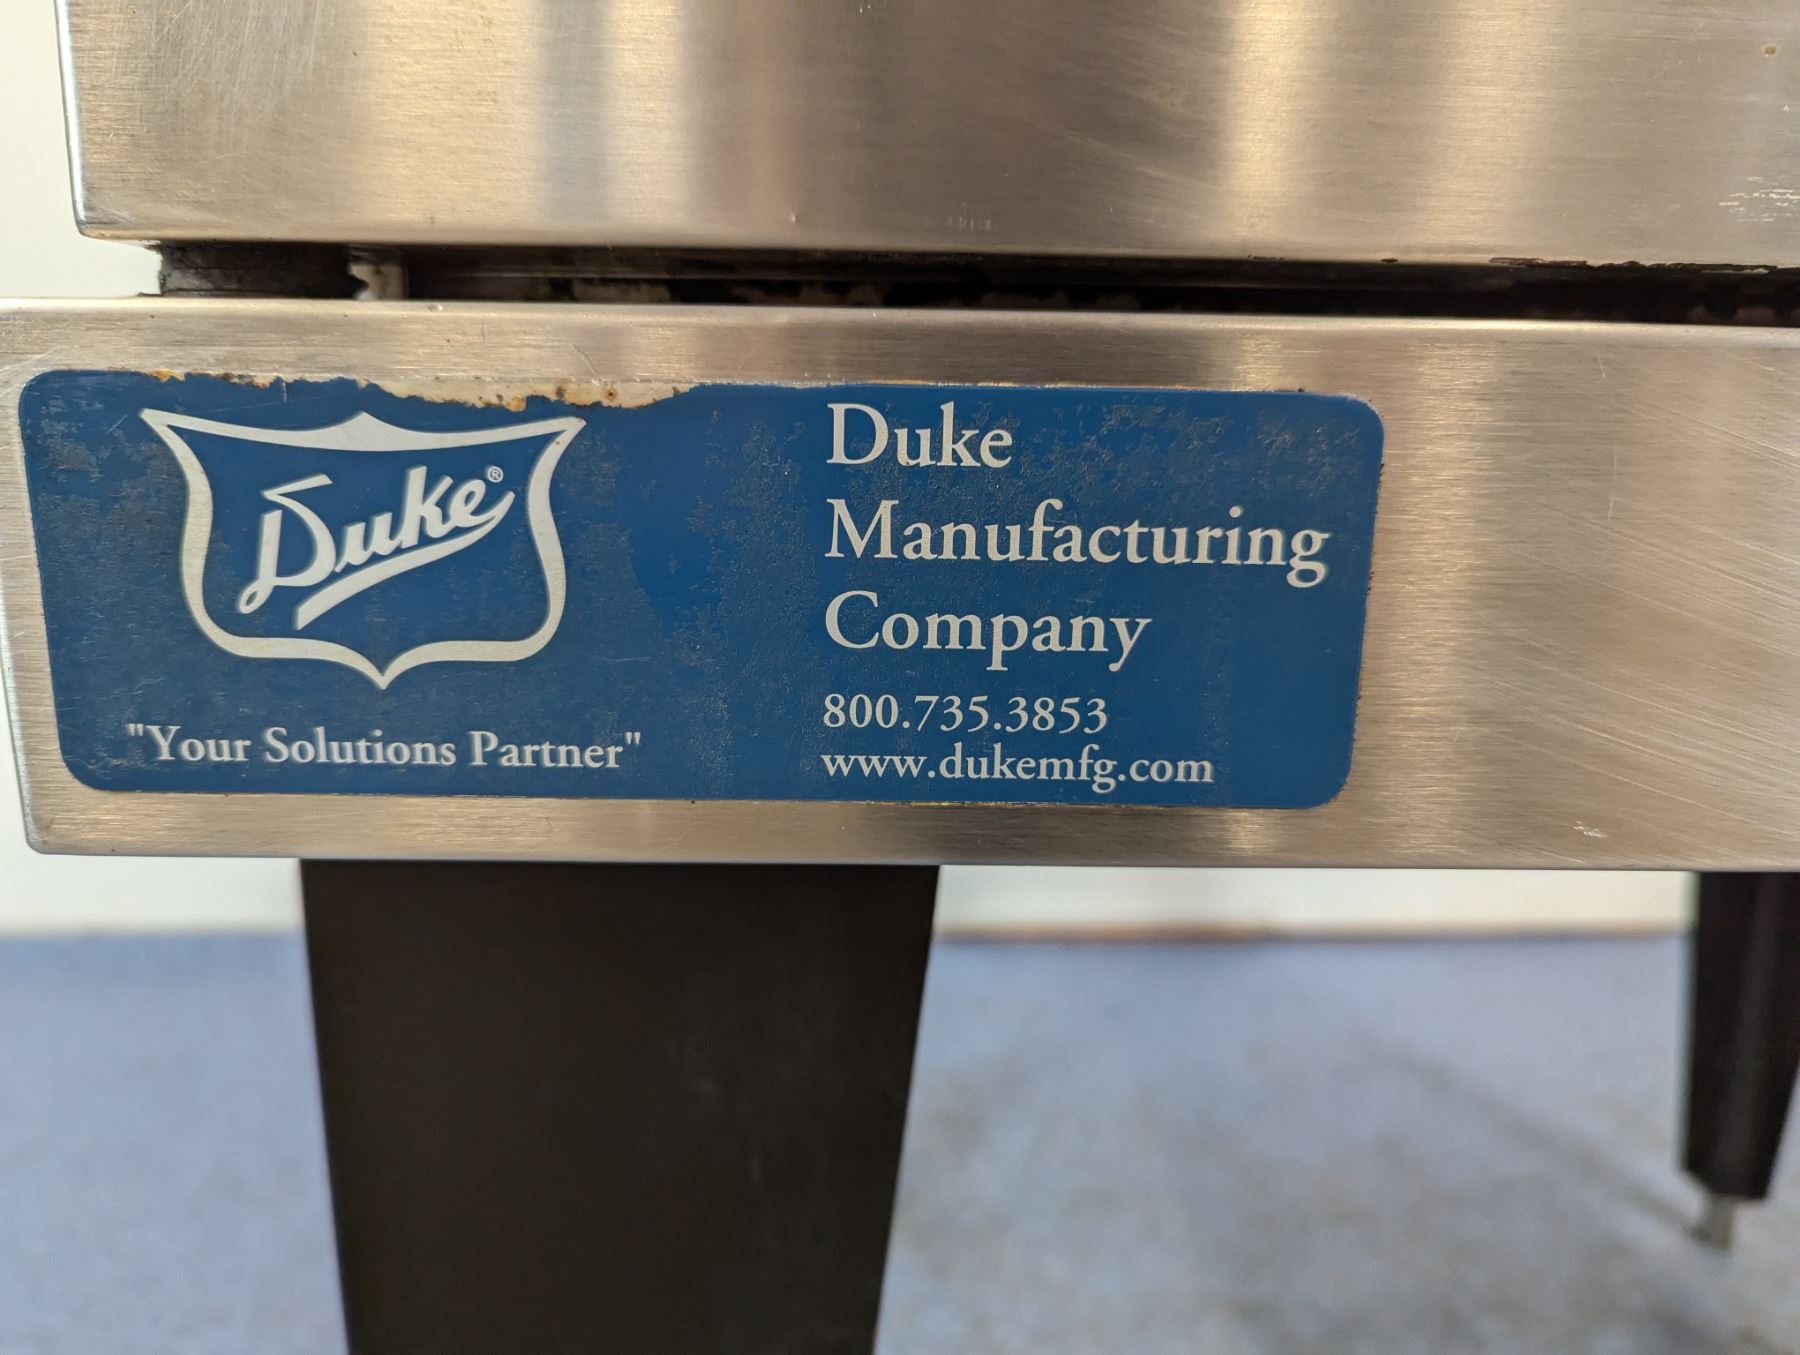 Duke®
"Your Solutions Partner"
Duke
Manufacturing
Company
800.735.3853
www.dukemfg.com